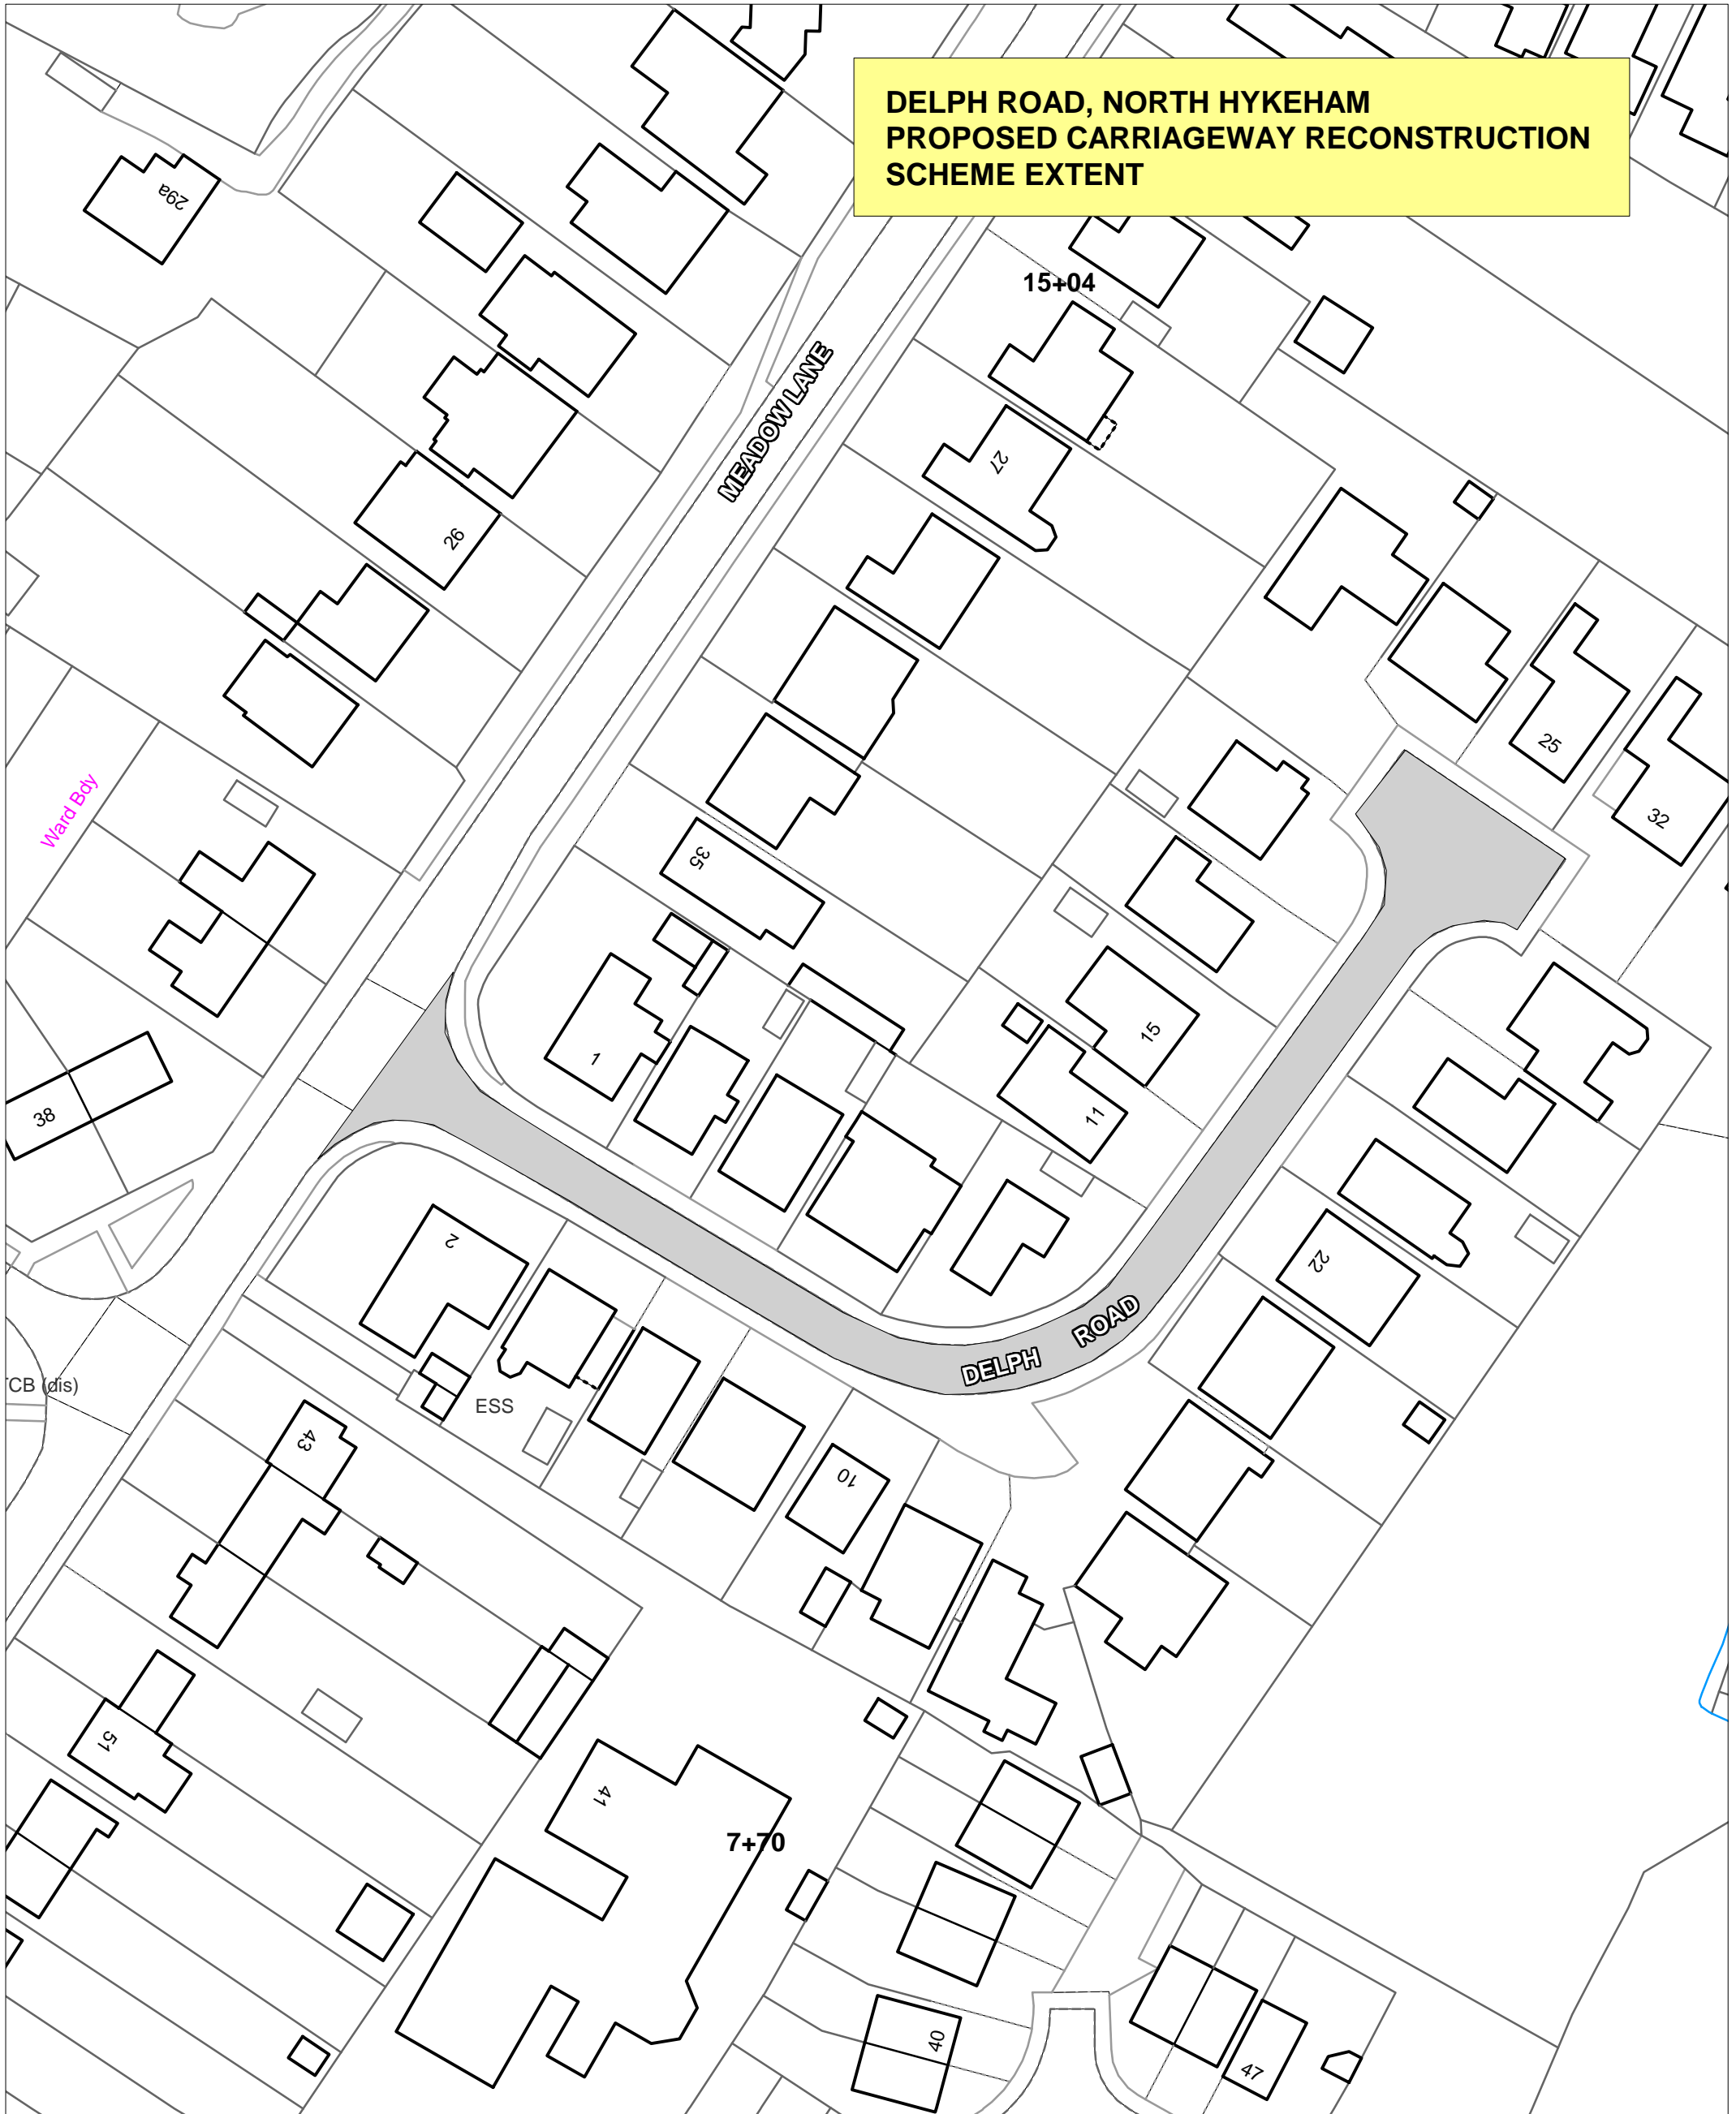 DELPH ROAD, NORTH HYKEHAM
PROPOSED CARRIAGEWAY RECONSTRUCTION
SCHEME EXTENT
29a
15+04
MEADOW LANE
27
26
25
32
Ward Bdy
35
15
1
11
38
2
22
DELPH ROAD
TCB (dis)
ESS
43
10
51
41
7+70
40
47